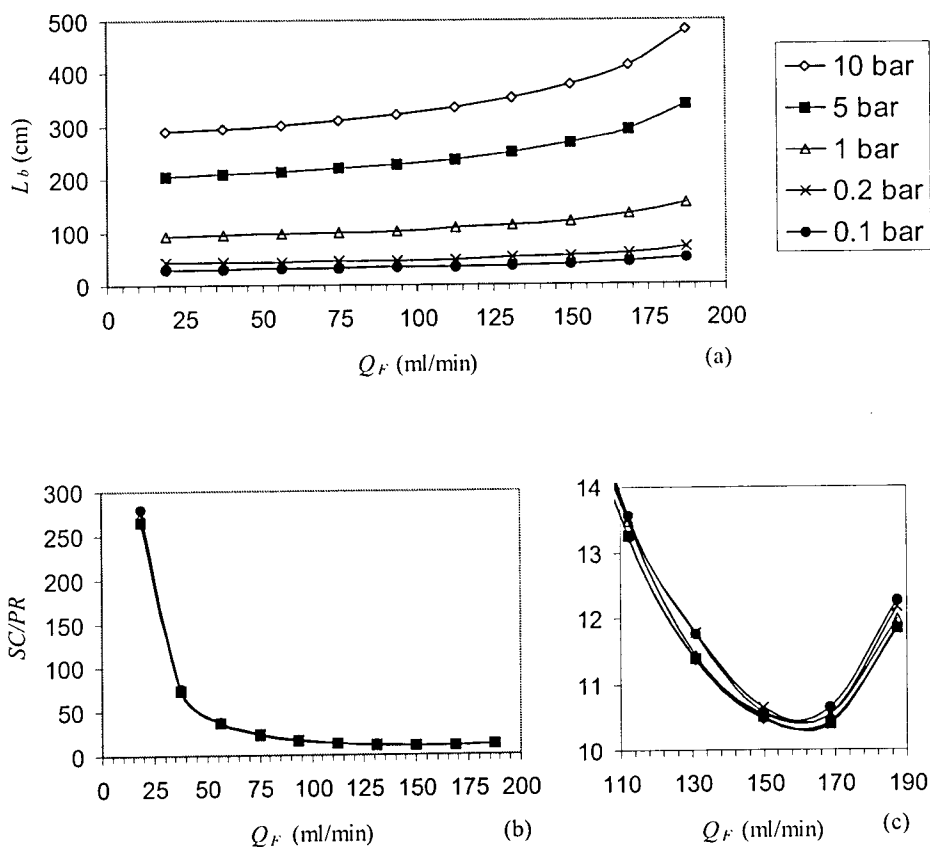 500
400
300
200
100
0
L_b (cm)
0 25 50 75 100 125 150 175 200
Q_F (ml/min)
(a)
10 bar
5 bar
1 bar
0.2 bar
0.1 bar
300
250
200
150
100
50
0
SC/PR
0 25 50 75 100 125 150 175 200
Q_F (ml/min)
(b)
14
13
12
11
10
110 130 150 170 190
Q_F (ml/min)
(c)